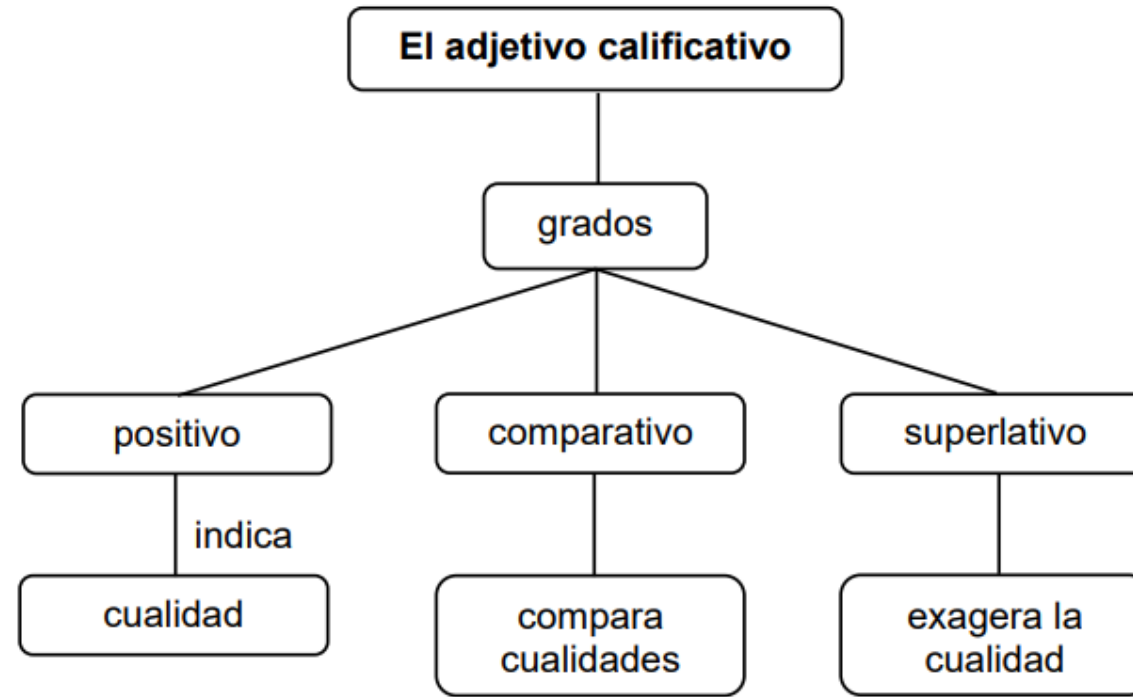 El adjetivo calificativo
grados
positivo
comparativo
superlativo
indica
cualidad
compara
cualidades
exagera la
cualidad